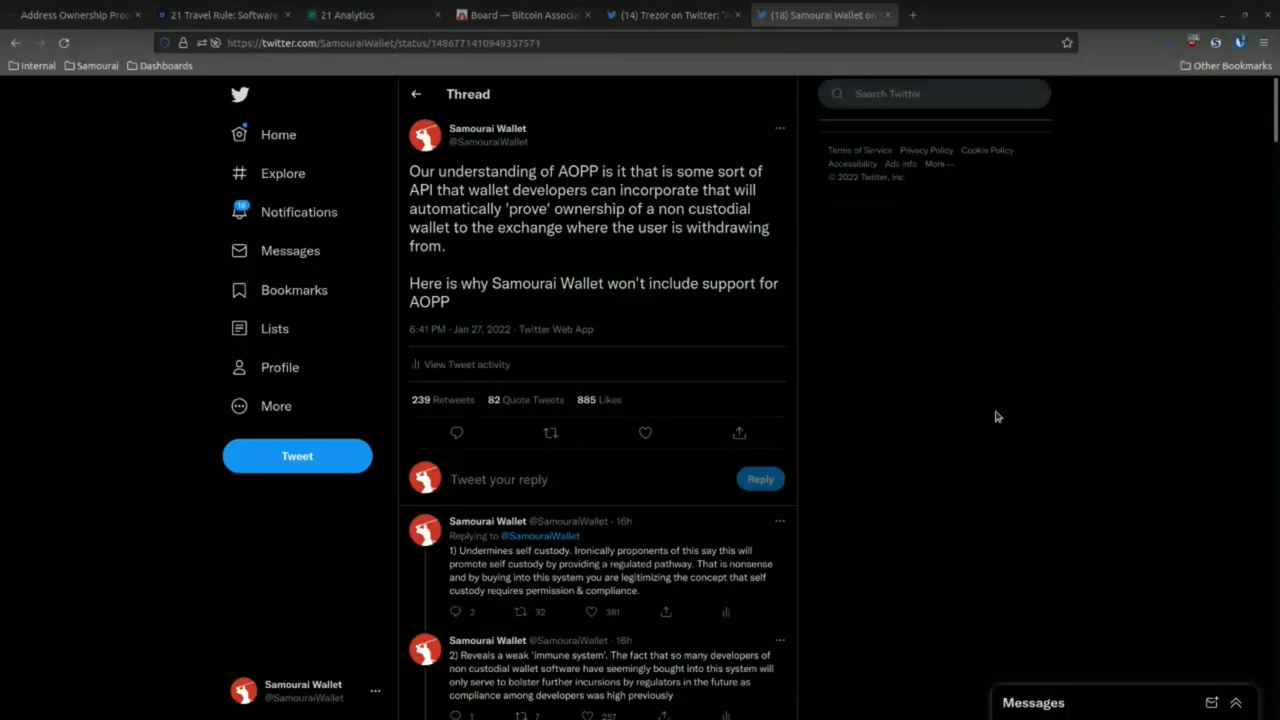 Address Ownership Proo
21 Travel Rule: Software
21 Analytics
Board — Bitcoin Associa
(14) Trezor on Twitter: "A
(18) Samourai Wallet on
https://twitter.com/SamouraiWallet/status/1486771410949357571
Internal
Samourai
Dashboards
Other Bookmarks
Home
Explore
18
Notifications
Messages
Bookmarks
Lists
Profile
More
Tweet
Samourai Wallet
@SamouraiWallet
Thread
Samourai Wallet
@SamouraiWallet
Our understanding of AOPP is it that is some sort of
API that wallet developers can incorporate that will
automatically 'prove' ownership of a non custodial
wallet to the exchange where the user is withdrawing
from.
Here is why Samourai Wallet won't include support for
AOPP
6:41 PM · Jan 27, 2022 · Twitter Web App
View Tweet activity
239 Retweets 82 Quote Tweets 885 Likes
Tweet your reply
Reply
Samourai Wallet @SamouraiWallet · 16h
Replying to @SamouraiWallet
1) Undermines self custody. Ironically proponents of this say this will
promote self custody by providing a regulated pathway. That is nonsense
and by buying into this system you are legitimizing the concept that self
custody requires permission & compliance.
2 32 381
Samourai Wallet @SamouraiWallet · 16h
2) Reveals a weak 'immune system'. The fact that so many developers of
non custodial wallet software have seemingly bought into this system will
only serve to bolster further incursions by regulators in the future as
compliance among developers was high previously
1 7 257
Search Twitter
Terms of Service Privacy Policy Cookie Policy
Accessibility Ads info More ···
© 2022 Twitter, Inc.
Messages